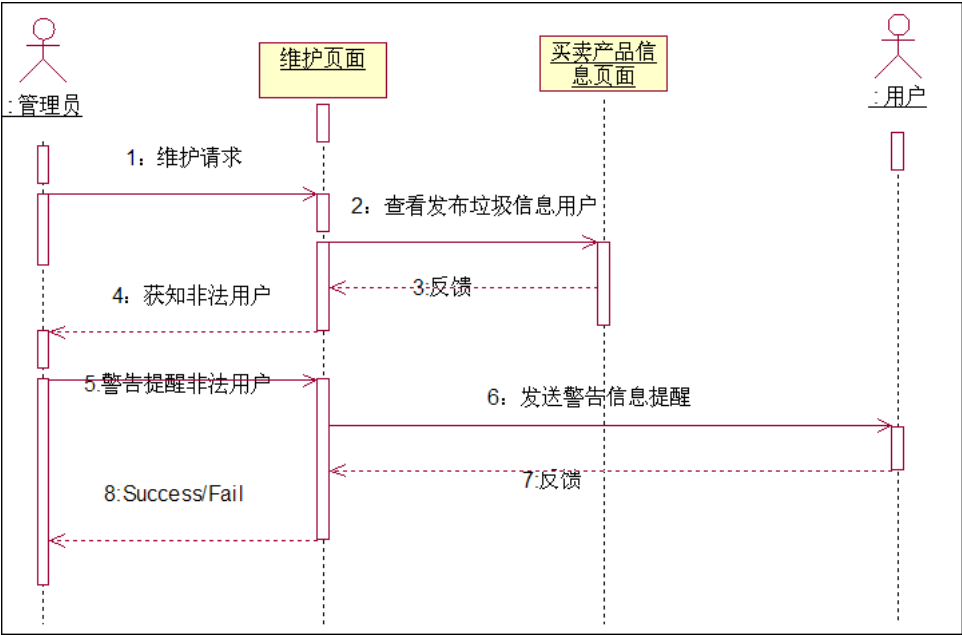 : 管理员
维护页面
买卖产品信
息页面
: 用户
1：维护请求
2：查看发布垃圾信息用户
3:反馈
4：获知非法用户
5:警告提醒非法用户
6：发送警告信息提醒
7:反馈
8:Success/Fail